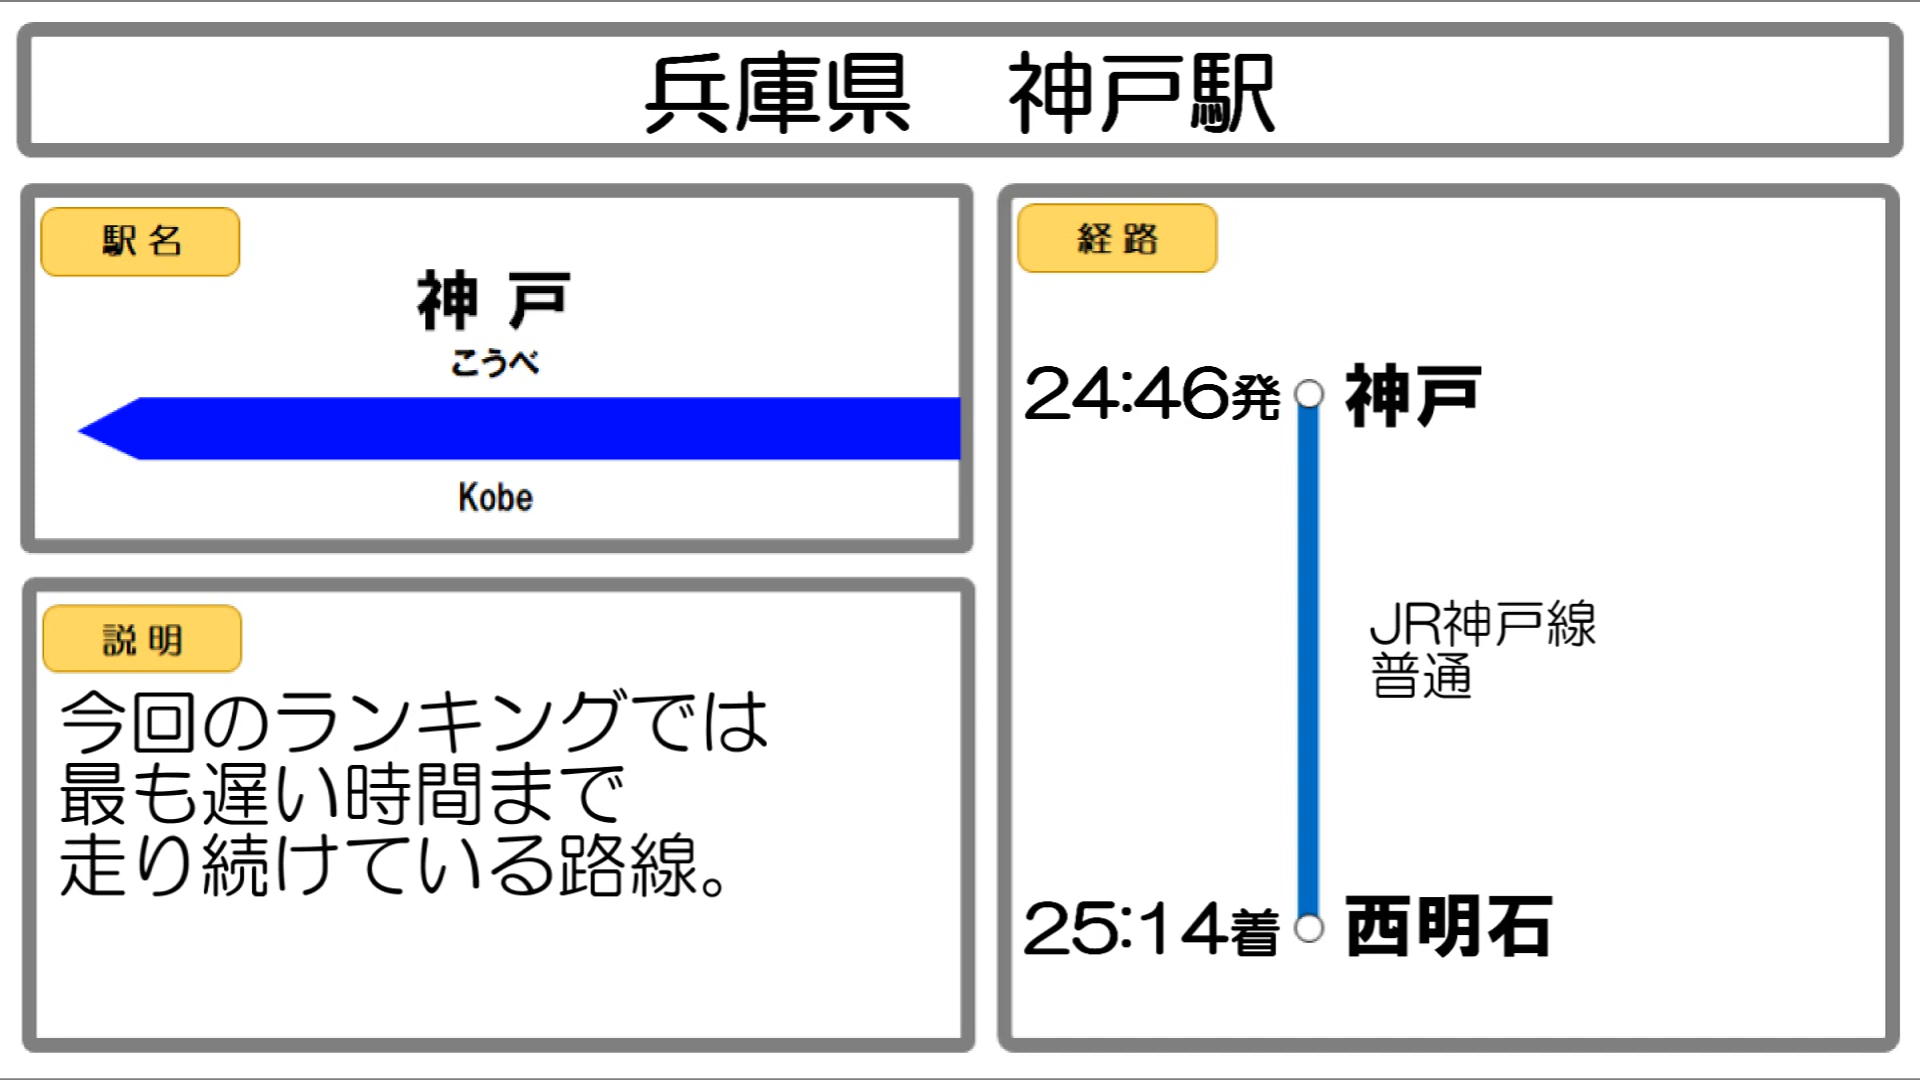 兵庫県　神戸駅
駅名
神戸
こうべ
Kobe
説明
今回のランキングでは
最も遅い時間まで
走り続けている路線。
経路
24:46発 神戸
JR神戸線
普通
25:14着 西明石